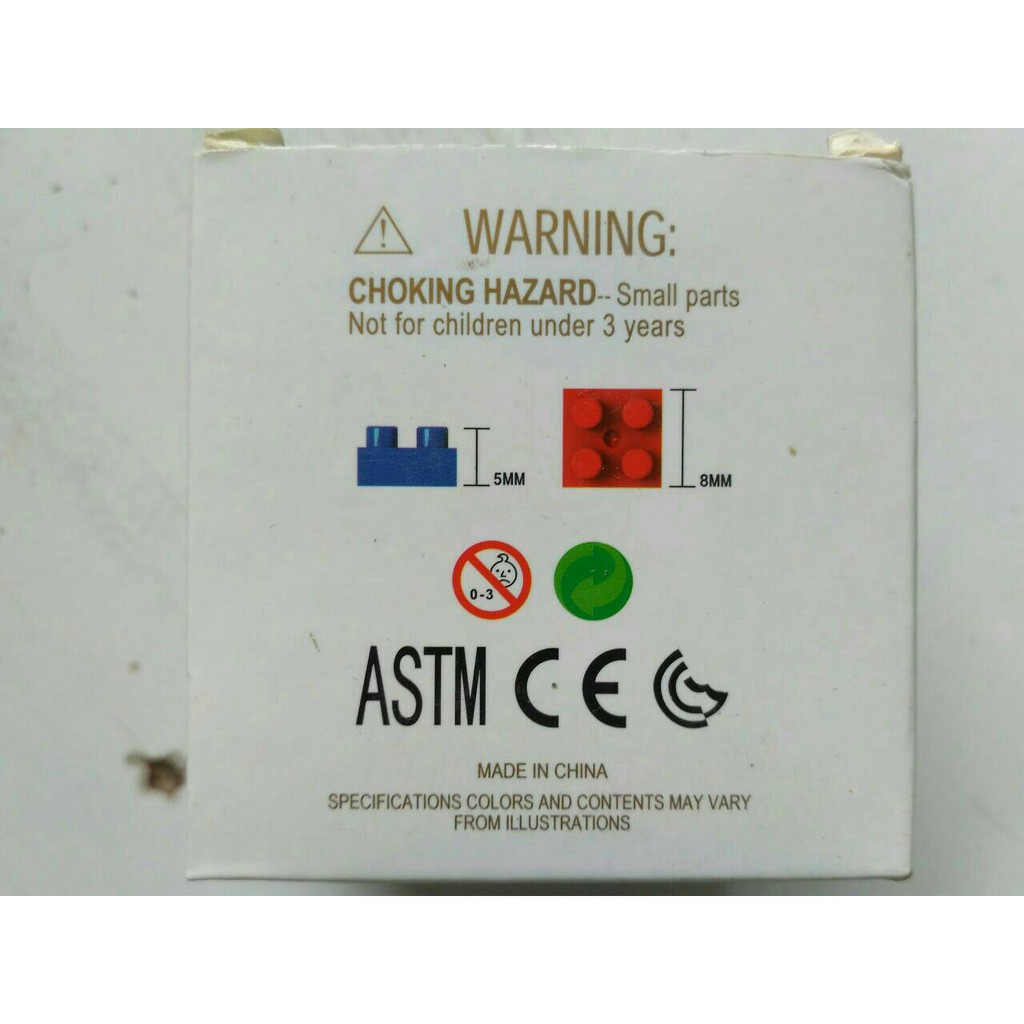 WARNING:
CHOKING HAZARD-- Small parts
Not for children under 3 years
5MM
8MM
0-3
ASTM CE
MADE IN CHINA
SPECIFICATIONS COLORS AND CONTENTS MAY VARY
FROM ILLUSTRATIONS